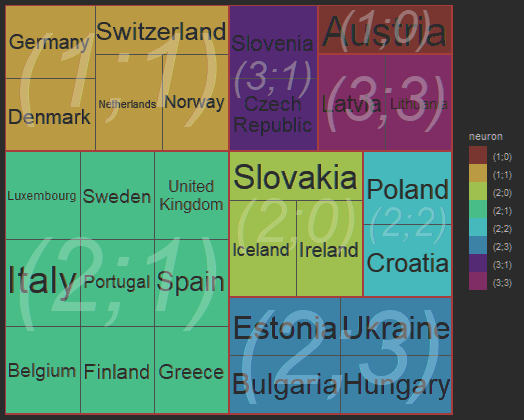 Germany
Denmark
Switzerland
Netherlands
Norway
(1;1)
Slovenia
Czech
Republic
(3;1)
Austria
(1;0)
Latvia
Lithuania
(3;3)
Luxembourg
Sweden
United
Kingdom
Italy
Portugal
Spain
Belgium
Finland
Greece
(2;1)
Slovakia
Iceland
Ireland
(2;0)
Poland
Croatia
(2;2)
Estonia
Ukraine
Bulgaria
Hungary
(2;3)
neuron
(1;0)
(1;1)
(2;0)
(2;1)
(2;2)
(2;3)
(3;1)
(3;3)